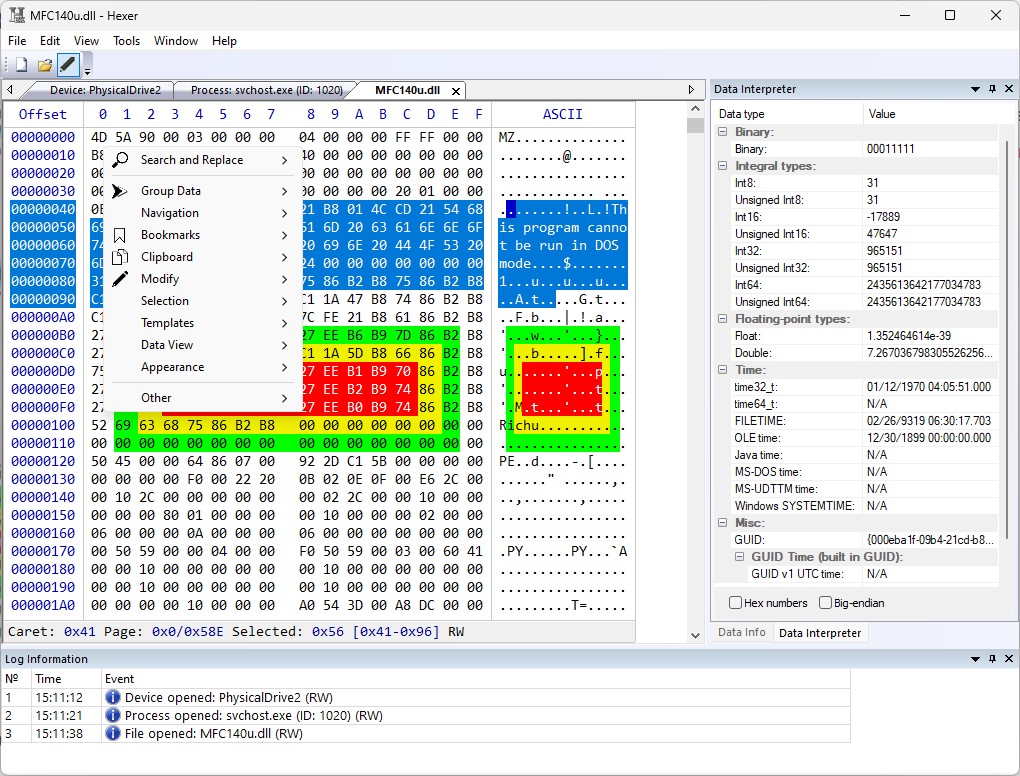 MFC140u.dll - Hexer
File Edit View Tools Window Help
Device: PhysicalDrive2 Process: svchost.exe (ID: 1020) MFC140u.dll
Offset 0 1 2 3 4 5 6 7 8 9 A B C D E F ASCII
00000000 4D 5A 90 00 03 00 00 00 04 00 00 00 FF FF 00 00 MZ..............
00000010 B8 40 00 00 00 00 00 00 00 ........@.......
00000020 00 00 00 00 00 00 00 00 00 ................
00000030 00 00 00 00 00 20 01 00 00 ............ ...
00000040 0E 21 B8 01 4C CD 21 54 68 ........!..L.!Th
00000050 69 6D 20 63 61 6E 6E 6F is program canno
00000060 74 20 69 6E 20 44 4F 53 20 t be run in DOS
00000070 6D 24 00 00 00 00 00 00 00 mode....$.......
00000080 31 75 86 B2 B8 75 86 B2 B8 1...u...u...u...
00000090 C1 C1 1A 47 B8 74 86 B2 B8 ..A.t.....G.t...
000000A0 C1 7C FE 21 B8 61 86 B2 B8 ..F.b...|.!.a...
000000B0 27 27 EE B6 B9 7D 86 B2 B8 '...w...'...}...
000000C0 27 C1 1A 5D B8 66 86 B2 B8 '...b.....].f...
000000D0 75 27 EE B1 B9 70 86 B2 B8 u.......'...p...
000000E0 27 27 EE B2 B9 74 86 B2 B8 '.......'...t...
000000F0 27 27 EE B0 B9 74 86 B2 B8 '.M.t...'...t...
00000100 52 69 63 68 75 86 B2 B8 00 00 00 00 00 00 00 00 Richu...........
00000110 00 00 00 00 00 00 00 00 00 00 00 00 00 00 00 00 ................
00000120 50 45 00 00 64 86 07 00 92 2D C1 5B 00 00 00 00 PE..d....-.[....
00000130 00 00 00 00 F0 00 22 20 0B 02 0E 0F 00 E6 2C 00 ......" ......,.
00000140 00 10 2C 00 00 00 00 00 00 02 2C 00 00 10 00 00 ..,.......,.....
00000150 00 00 00 80 01 00 00 00 00 10 00 00 00 02 00 00 ................
00000160 06 00 00 00 0A 00 00 00 06 00 00 00 00 00 00 00 ................
00000170 00 50 59 00 00 04 00 00 F0 50 59 00 03 00 60 41 .PY......PY...`A
00000180 00 00 10 00 00 00 00 00 00 10 00 00 00 00 00 00 ................
00000190 00 00 10 00 00 00 00 00 00 10 00 00 00 00 00 00 ................
000001A0 00 00 00 00 10 00 00 00 A0 54 3D 00 A8 DC 00 00 .........T=.....
Search and Replace
Group Data
Navigation
Bookmarks
Clipboard
Modify
Selection
Templates
Data View
Appearance
Other
Caret: 0x41 Page: 0x0/0x58E Selected: 0x56 [0x41-0x96] RW
Data Interpreter
Data type Value
Binary:
Binary: 00011111
Integral types:
Int8: 31
Unsigned Int8: 31
Int16: -17889
Unsigned Int16: 47647
Int32: 965151
Unsigned Int32: 965151
Int64: 2435613642177034783
Unsigned Int64: 2435613642177034783
Floating-point types:
Float: 1.352464614e-39
Double: 7.267036798305526256...
Time:
time32_t: 01/12/1970 04:05:51.000
time64_t: N/A
FILETIME: 02/26/9319 06:30:17.703
OLE time: 12/30/1899 00:00:00.000
Java time: N/A
MS-DOS time: N/A
MS-UDTTM time: N/A
Windows SYSTEMTIME: N/A
Misc:
GUID: {000eba1f-09b4-21cd-b8...
GUID Time (built in GUID):
GUID v1 UTC time: N/A
Hex numbers Big-endian
Data Info Data Interpreter
Log Information
№ Time Event
1 15:11:12 Device opened: PhysicalDrive2 (RW)
2 15:11:21 Process opened: svchost.exe (ID: 1020) (RW)
3 15:11:38 File opened: MFC140u.dll (RW)